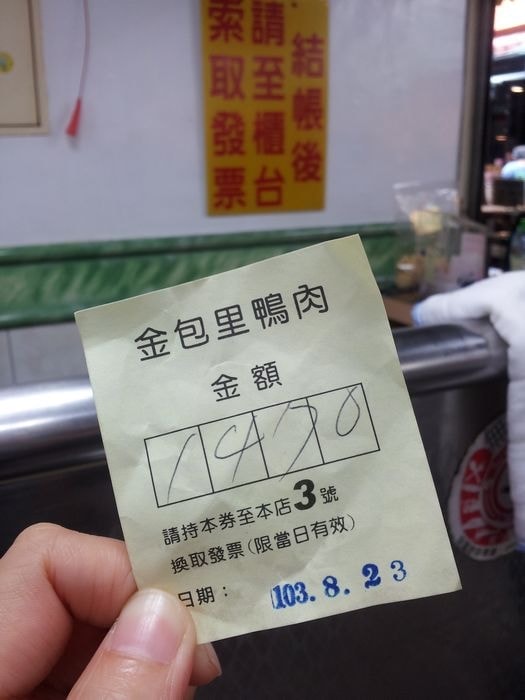 結帳後
請至櫃台
索取發票
金包里鴨肉
金額
1470
請持本券至本店3號
換取發票(限當日有效)
日期：103.8.23